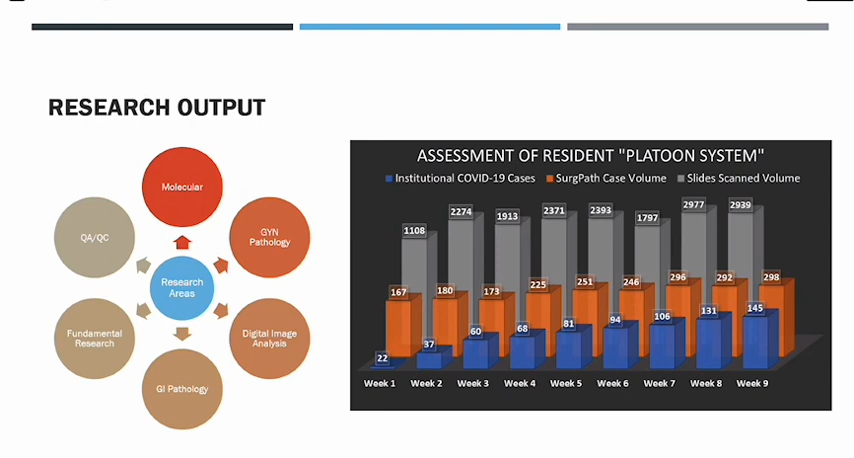 RESEARCH OUTPUT
Molecular
QA/QC
GYN
Pathology
Research
Areas
Fundamental
Research
Digital Image
Analysis
GI Pathology
ASSESSMENT OF RESIDENT "PLATOON SYSTEM"
Institutional COVID-19 Cases SurgPath Case Volume Slides Scanned Volume
1108 2274 1913 2371 2393 1797 2977 2939
167 180 173 225 251 246 296 292 298
22 37 60 68 81 94 106 131 145
Week 1 Week 2 Week 3 Week 4 Week 5 Week 6 Week 7 Week 8 Week 9